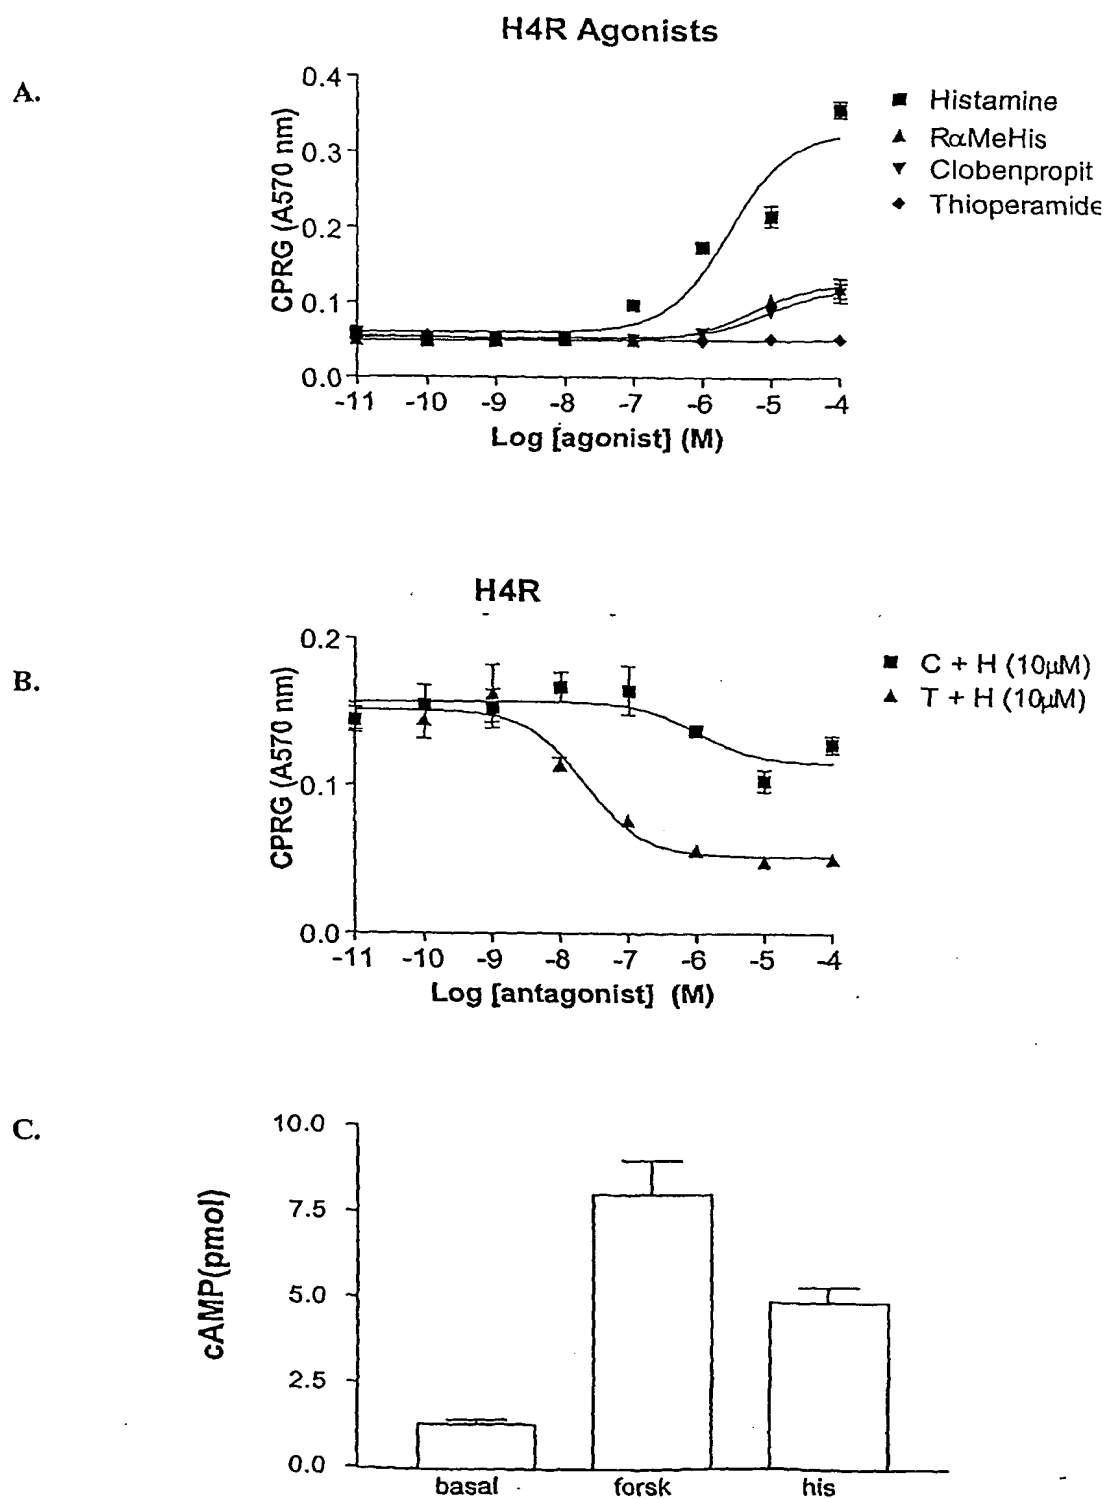 H4R Agonists
A.
CPRG (A570 nm)
0.4
0.3
0.2
0.1
0.0
-11 -10 -9 -8 -7 -6 -5 -4
Log [agonist] (M)
Histamine
RαMeHis
Clobenpropit
Thioperamide
H4R
B.
CPRG (A570 nm)
0.2
0.1
0.0
-11 -10 -9 -8 -7 -6 -5 -4
Log [antagonist] (M)
C + H (10µM)
T + H (10µM)
C.
cAMP(pmol)
10.0
7.5
5.0
2.5
0.0
basal forsk his